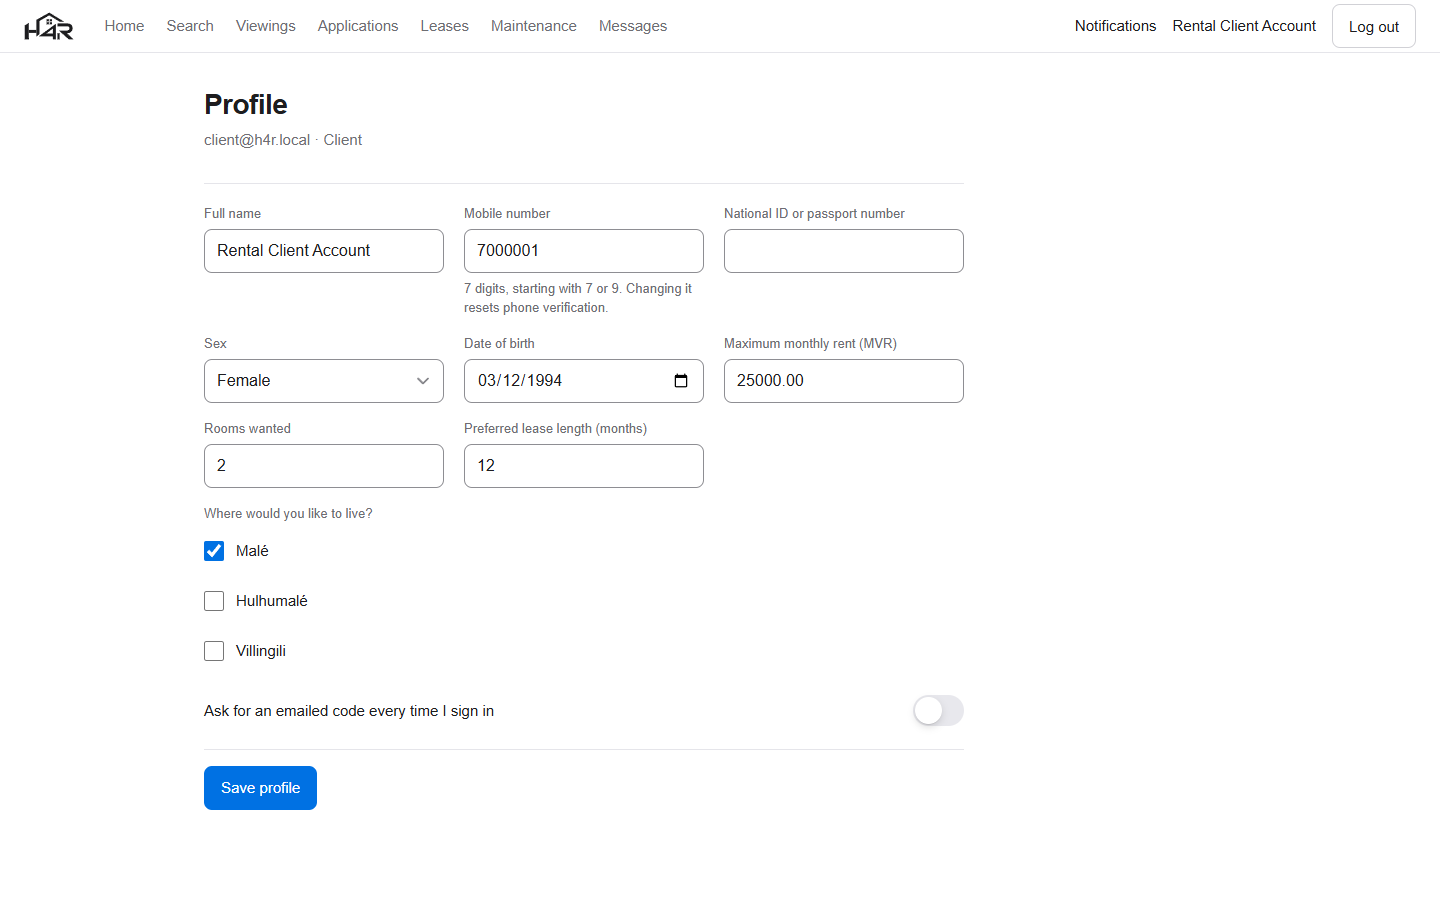 H4R
Home Search Viewings Applications Leases Maintenance Messages Notifications Rental Client Account Log out
Profile
client@h4r.local · Client
Full name Mobile number National ID or passport number
Rental Client Account 7000001
7 digits, starting with 7 or 9. Changing it
resets phone verification.
Sex Date of birth Maximum monthly rent (MVR)
Female 03/12/1994 25000.00
Rooms wanted Preferred lease length (months)
2 12
Where would you like to live?
Malé
Hulhumalé
Villingili
Ask for an emailed code every time I sign in
Save profile